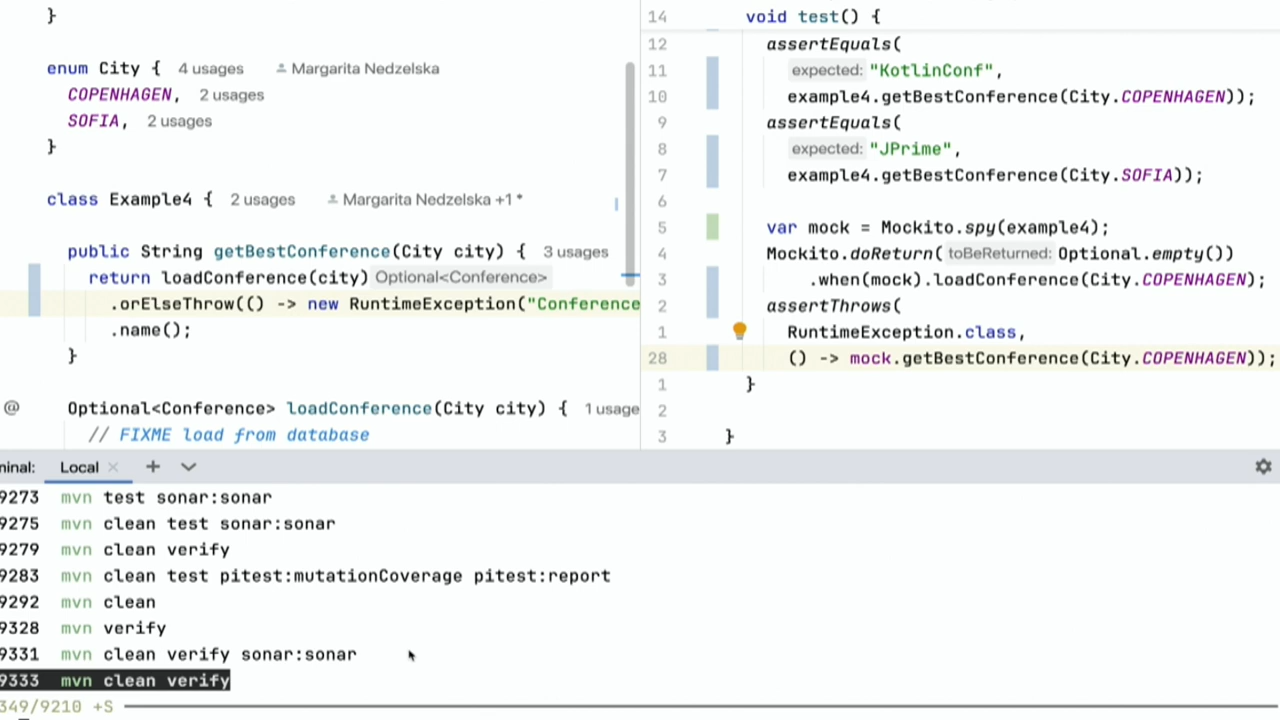 }
enum City { 4 usages Margarita Nedzelska
COPENHAGEN, 2 usages
SOFIA, 2 usages
}
class Example4 { 2 usages Margarita Nedzelska +1 *
public String getBestConference(City city) { 3 usages
return loadConference(city) Optional<Conference>
.orElseThrow(() -> new RuntimeException("Conference
.name();
}
@ Optional<Conference> loadConference(City city) { 1 usage
// FIXME load from database
14 void test() {
12 assertEquals(
11 expected: "KotlinConf",
10 example4.getBestConference(City.COPENHAGEN));
9 assertEquals(
8 expected: "JPrime",
7 example4.getBestConference(City.SOFIA));
6
5 var mock = Mockito.spy(example4);
4 Mockito.doReturn( toBeReturned: Optional.empty())
3 .when(mock).loadConference(City.COPENHAGEN);
2 assertThrows(
1 RuntimeException.class,
28 () -> mock.getBestConference(City.COPENHAGEN));
1 }
2
3 }
minal: Local × + 
9273 mvn test sonar:sonar
9275 mvn clean test sonar:sonar
9279 mvn clean verify
9283 mvn clean test pitest:mutationCoverage pitest:report
9292 mvn clean
9328 mvn verify
9331 mvn clean verify sonar:sonar
9333 mvn clean verify
349/9210 +S